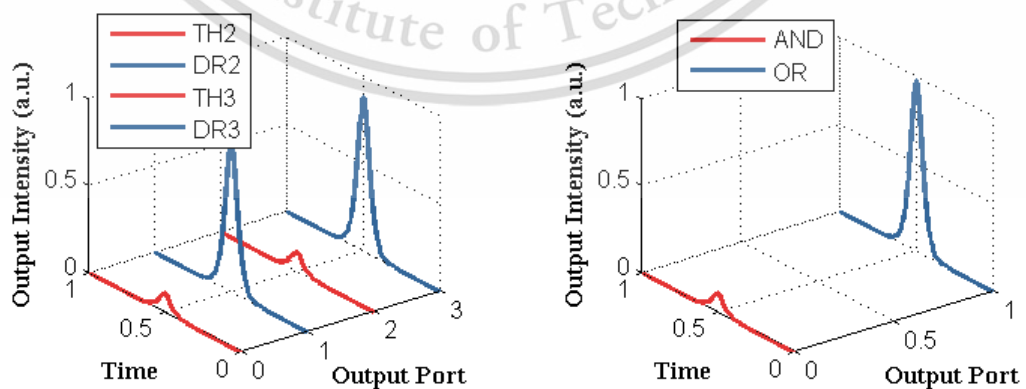 titute of Tech
TH2
DR2
TH3
DR3
Output Intensity (a.u.)
1
0.5
0
1
0.5
0
Time
0
1
2
3
Output Port
AND
OR
Output Intensity (a.u.)
1
0.5
0
1
0.5
0
Time
0
0.5
1
Output Port